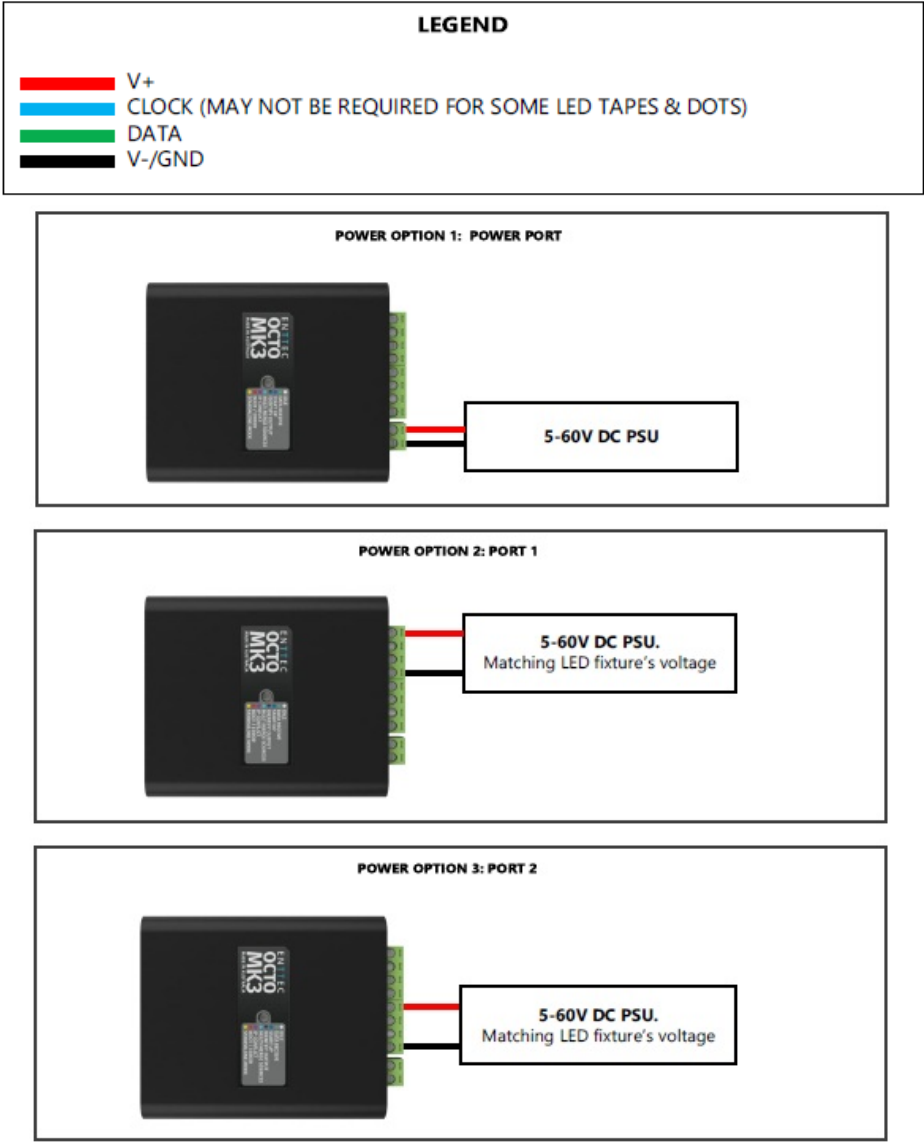 LEGEND
V+
CLOCK (MAY NOT BE REQUIRED FOR SOME LED TAPES & DOTS)
DATA
V-/GND
POWER OPTION 1: POWER PORT
ENTTEC
OCTO
MK3
5-60V DC PSU
POWER OPTION 2: PORT 1
ENTTEC
OCTO
MK3
5-60V DC PSU.
Matching LED fixture's voltage
POWER OPTION 3: PORT 2
ENTTEC
OCTO
MK3
5-60V DC PSU.
Matching LED fixture's voltage